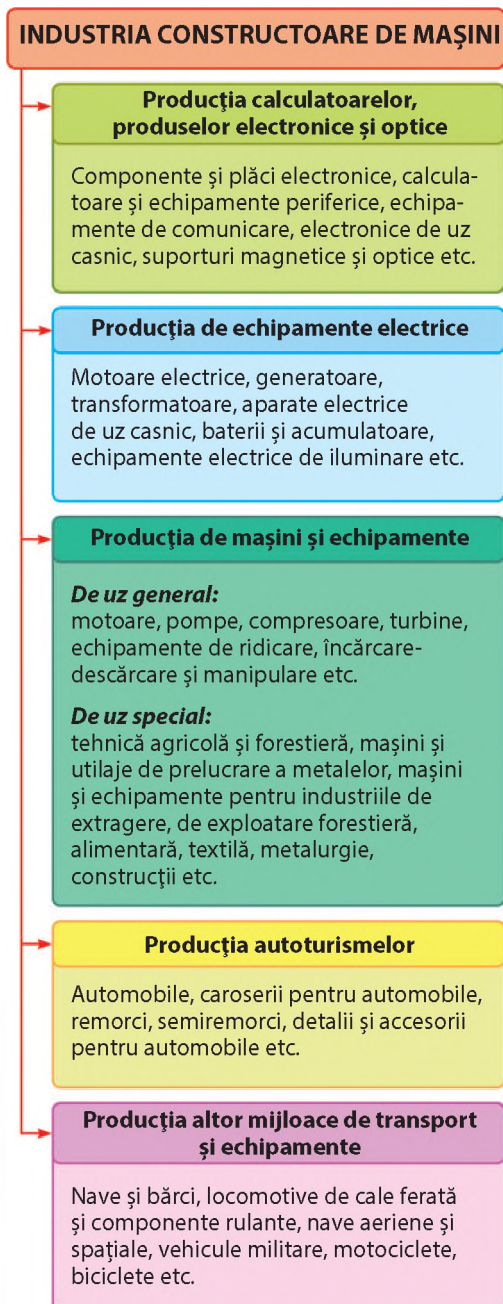 INDUSTRIA CONSTRUCTOARE DE MAȘINI
Producţia calculatoarelor,
produselor electronice și optice
Componente și plăci electronice, calcula-
toare și echipamente periferice, echipa-
mente de comunicare, electronice de uz
casnic, suporturi magnetice și optice etc.
Producţia de echipamente electrice
Motoare electrice, generatoare,
transformatoare, aparate electrice
de uz casnic, baterii și acumulatoare,
echipamente electrice de iluminare etc.
Producţia de mașini și echipamente
De uz general:
motoare, pompe, compresoare, turbine,
echipamente de ridicare, încărcare-
descărcare și manipulare etc.
De uz special:
tehnică agricolă și forestieră, mașini și
utilaje de prelucrare a metalelor, mașini
și echipamente pentru industriile de
extragere, de exploatare forestieră,
alimentară, textilă, metalurgie,
construcţii etc.
Producţia autoturismelor
Automobile, caroserii pentru automobile,
remorci, semiremorci, detalii și accesorii
pentru automobile etc.
Producţia altor mijloace de transport
și echipamente
Nave și bărci, locomotive de cale ferată
și componente rulante, nave aeriene și
spaţiale, vehicule militare, motociclete,
biciclete etc.